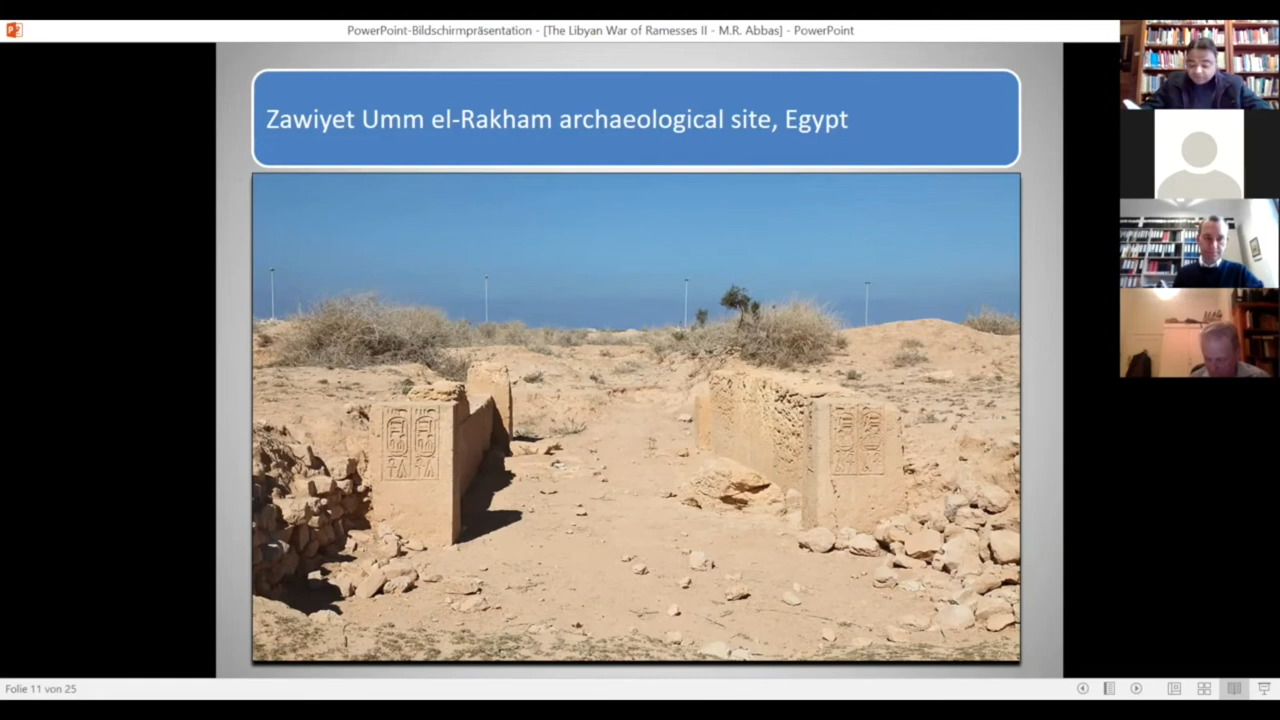 PowerPoint-Bildschirmpräsentation - [The Libyan War of Ramesses II - M.R. Abbas] - PowerPoint
Zawiyet Umm el-Rakham archaeological site, Egypt
Folie 11 von 25